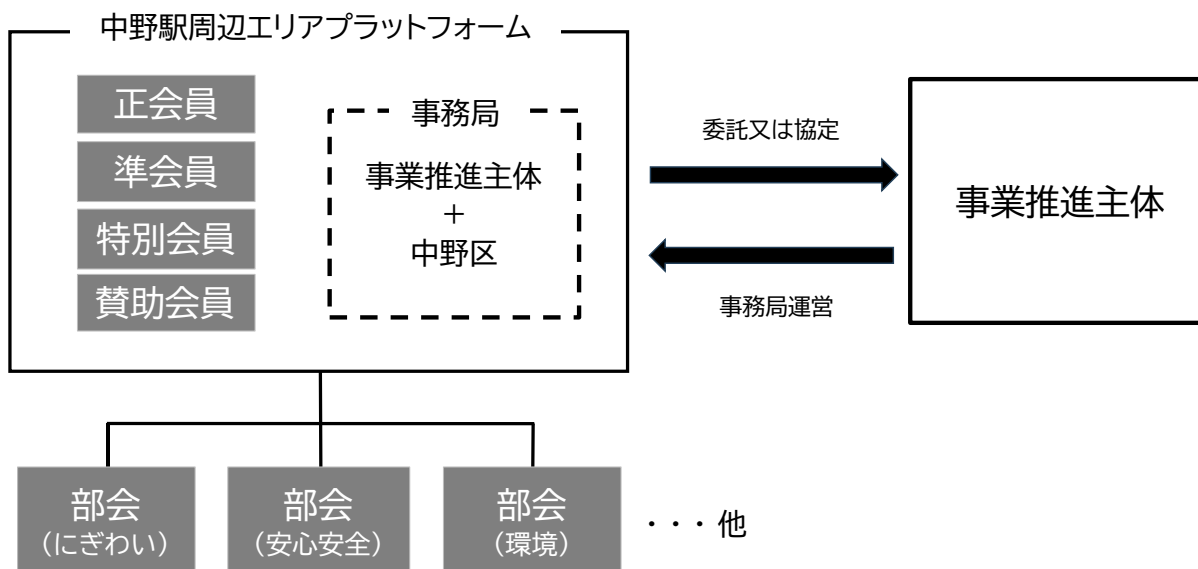 中野駅周辺エリアプラットフォーム
正会員
準会員
特別会員
賛助会員
事務局
事業推進主体
+
中野区
委託又は協定
事務局運営
事業推進主体
部会
（にぎわい）
部会
（安心安全）
部会
（環境）
・・・他